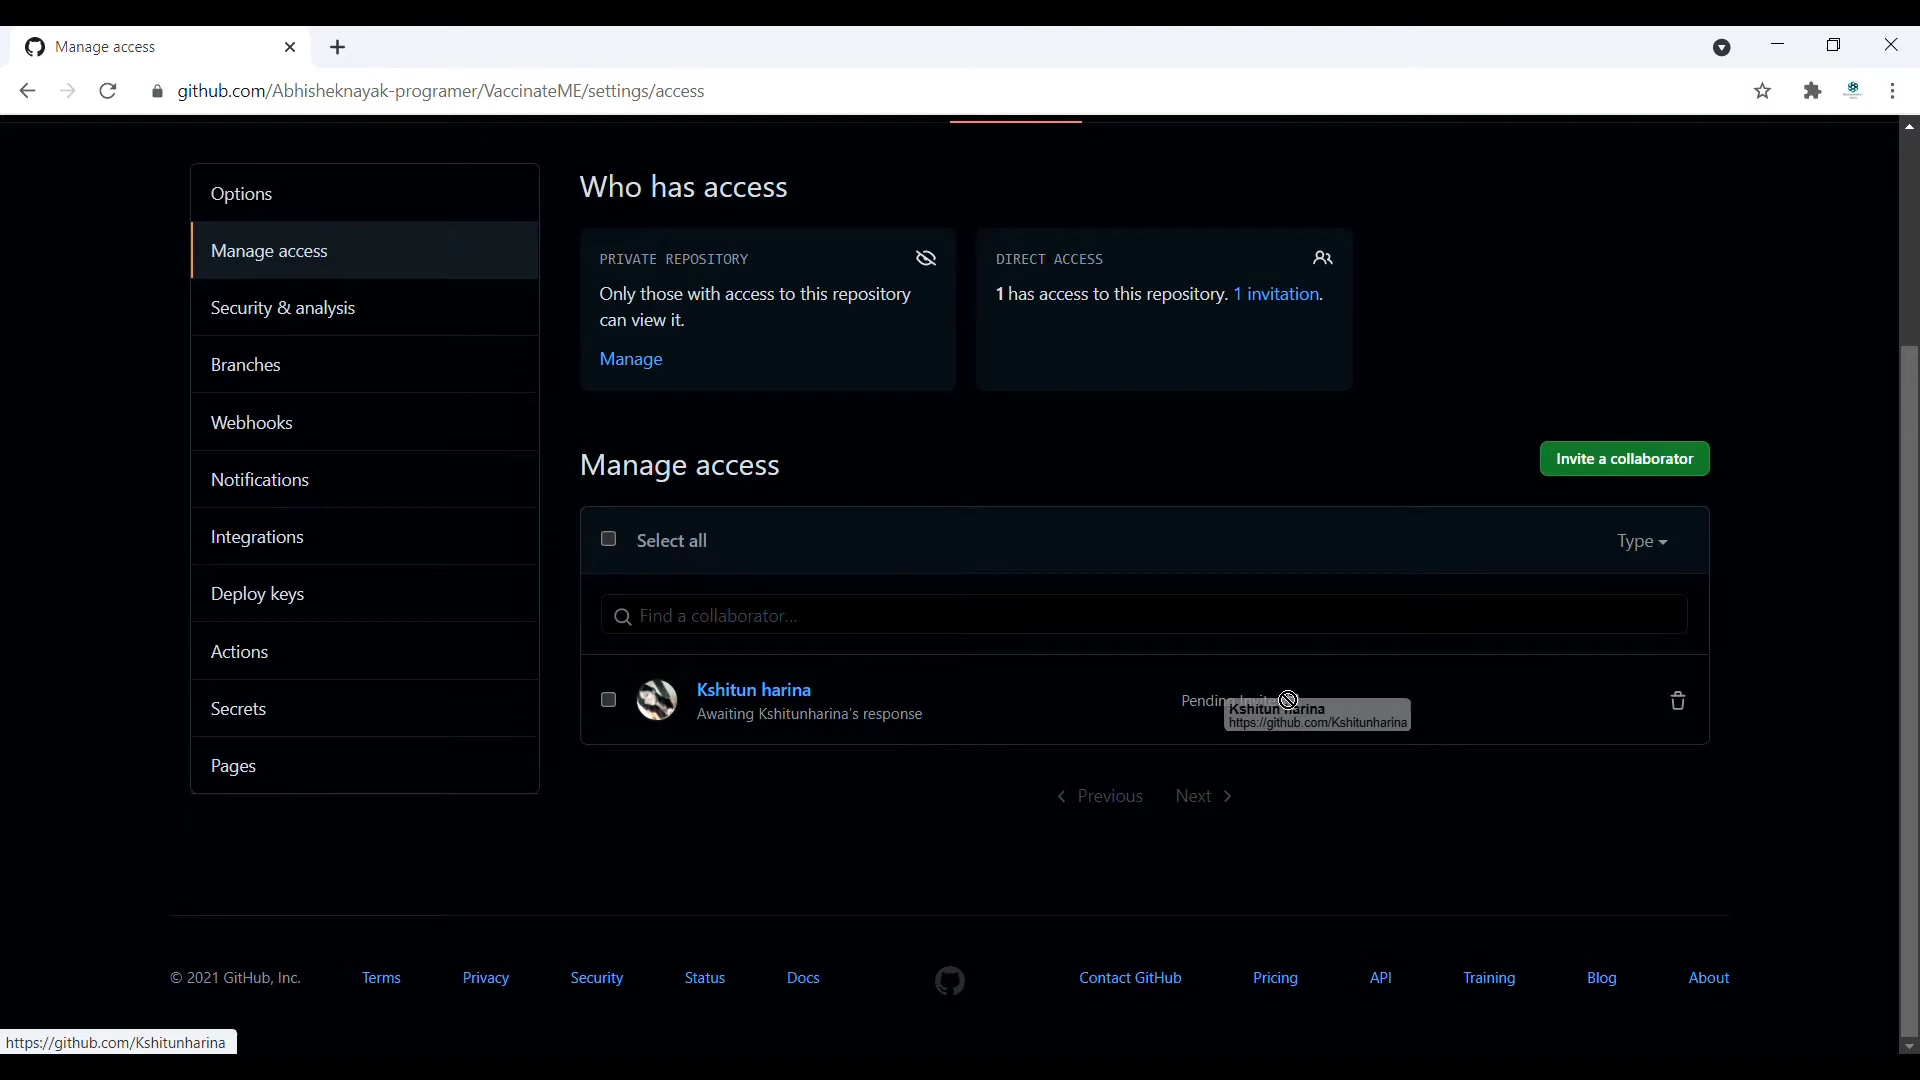 Manage access
github.com/Abhisheknayak-programer/VaccinateME/settings/access
Options
Manage access
Security & analysis
Branches
Webhooks
Notifications
Integrations
Deploy keys
Actions
Secrets
Pages
Who has access
PRIVATE REPOSITORY
Only those with access to this repository
can view it.
Manage
DIRECT ACCESS
1 has access to this repository. 1 invitation.
Manage access
Invite a collaborator
Select all
Type
Find a collaborator...
Kshitun harina
Awaiting Kshitunharina's response
Pending Invite
Kshitun harina
https://github.com/Kshitunharina
Previous
Next
© 2021 GitHub, Inc.
Terms
Privacy
Security
Status
Docs
Contact GitHub
Pricing
API
Training
Blog
About
https://github.com/Kshitunharina